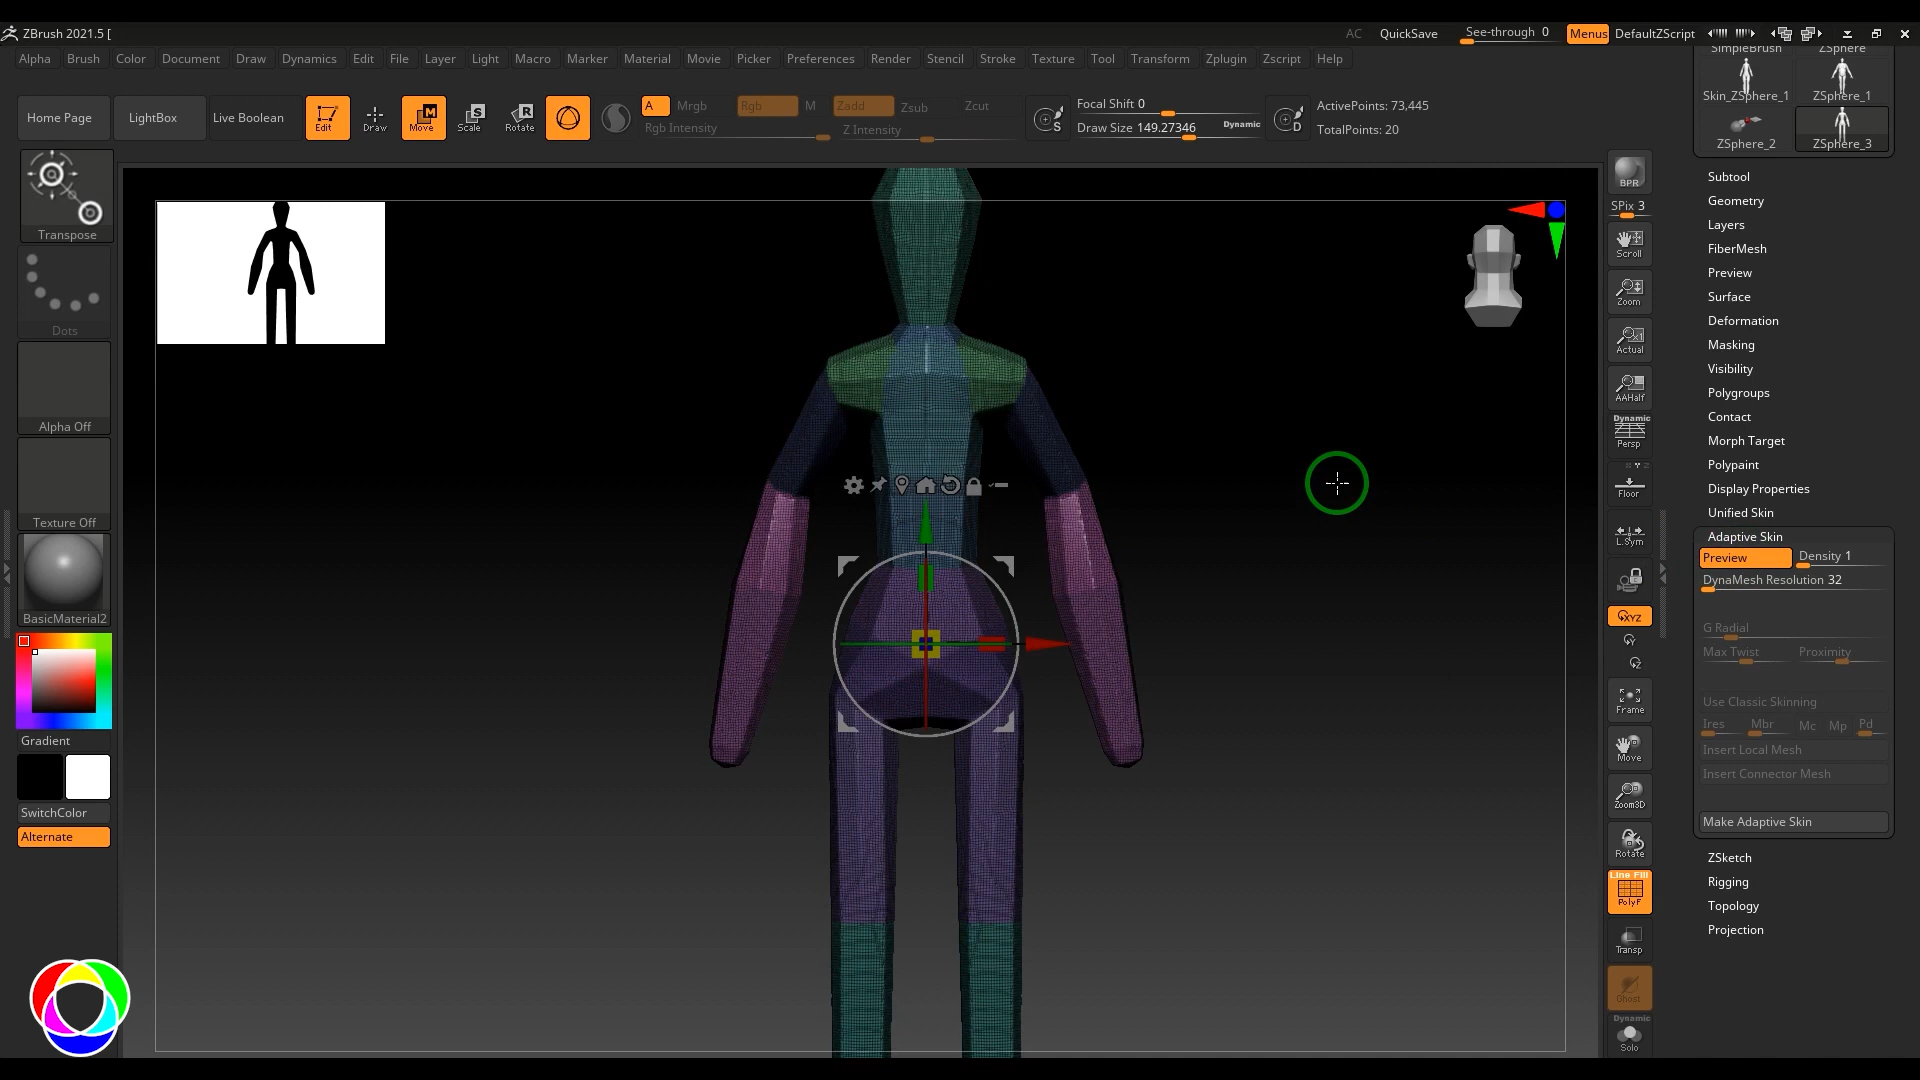 ZBrush 2021.5 [
AC
QuickSave
See-through 0
Menus
DefaultZScript
Alpha Brush Color Document Draw Dynamics Edit File Layer Light Macro Marker Material Movie Picker Preferences Render Stencil Stroke Texture Tool Transform Zplugin Zscript Help
Home Page
LightBox
Live Boolean
Edit
Draw
Move
Scale
Rotate
A
Mrgb
Rgb
M
Zadd
Zsub
Zcut
Rgb Intensity
Z Intensity
S
Focal Shift 0
Draw Size 149.27346
Dynamic
D
ActivePoints: 73,445
TotalPoints: 20
Transpose
Dots
Alpha Off
Texture Off
BasicMaterial2
Gradient
SwitchColor
Alternate
BPR
SPix 3
Scroll
Zoom
Actual
AAHalf
Dynamic
Persp
Floor
L.Sym
XYZ
Frame
Move
Zoom3D
Rotate
Line Fill
PolyF
Transp
Ghost
Dynamic
Solo
SimpleBrush
ZSphere
Skin_ZSphere_1
ZSphere_1
ZSphere_2
ZSphere_3
Subtool
Geometry
Layers
FiberMesh
Preview
Surface
Deformation
Masking
Visibility
Polygroups
Contact
Morph Target
Polypaint
Display Properties
Unified Skin
Adaptive Skin
Preview
Density 1
DynaMesh Resolution 32
G Radial
Max Twist
Proximity
Use Classic Skinning
Ires
Mbr
Mc
Mp
Pd
Insert Local Mesh
Insert Connector Mesh
Make Adaptive Skin
ZSketch
Rigging
Topology
Projection